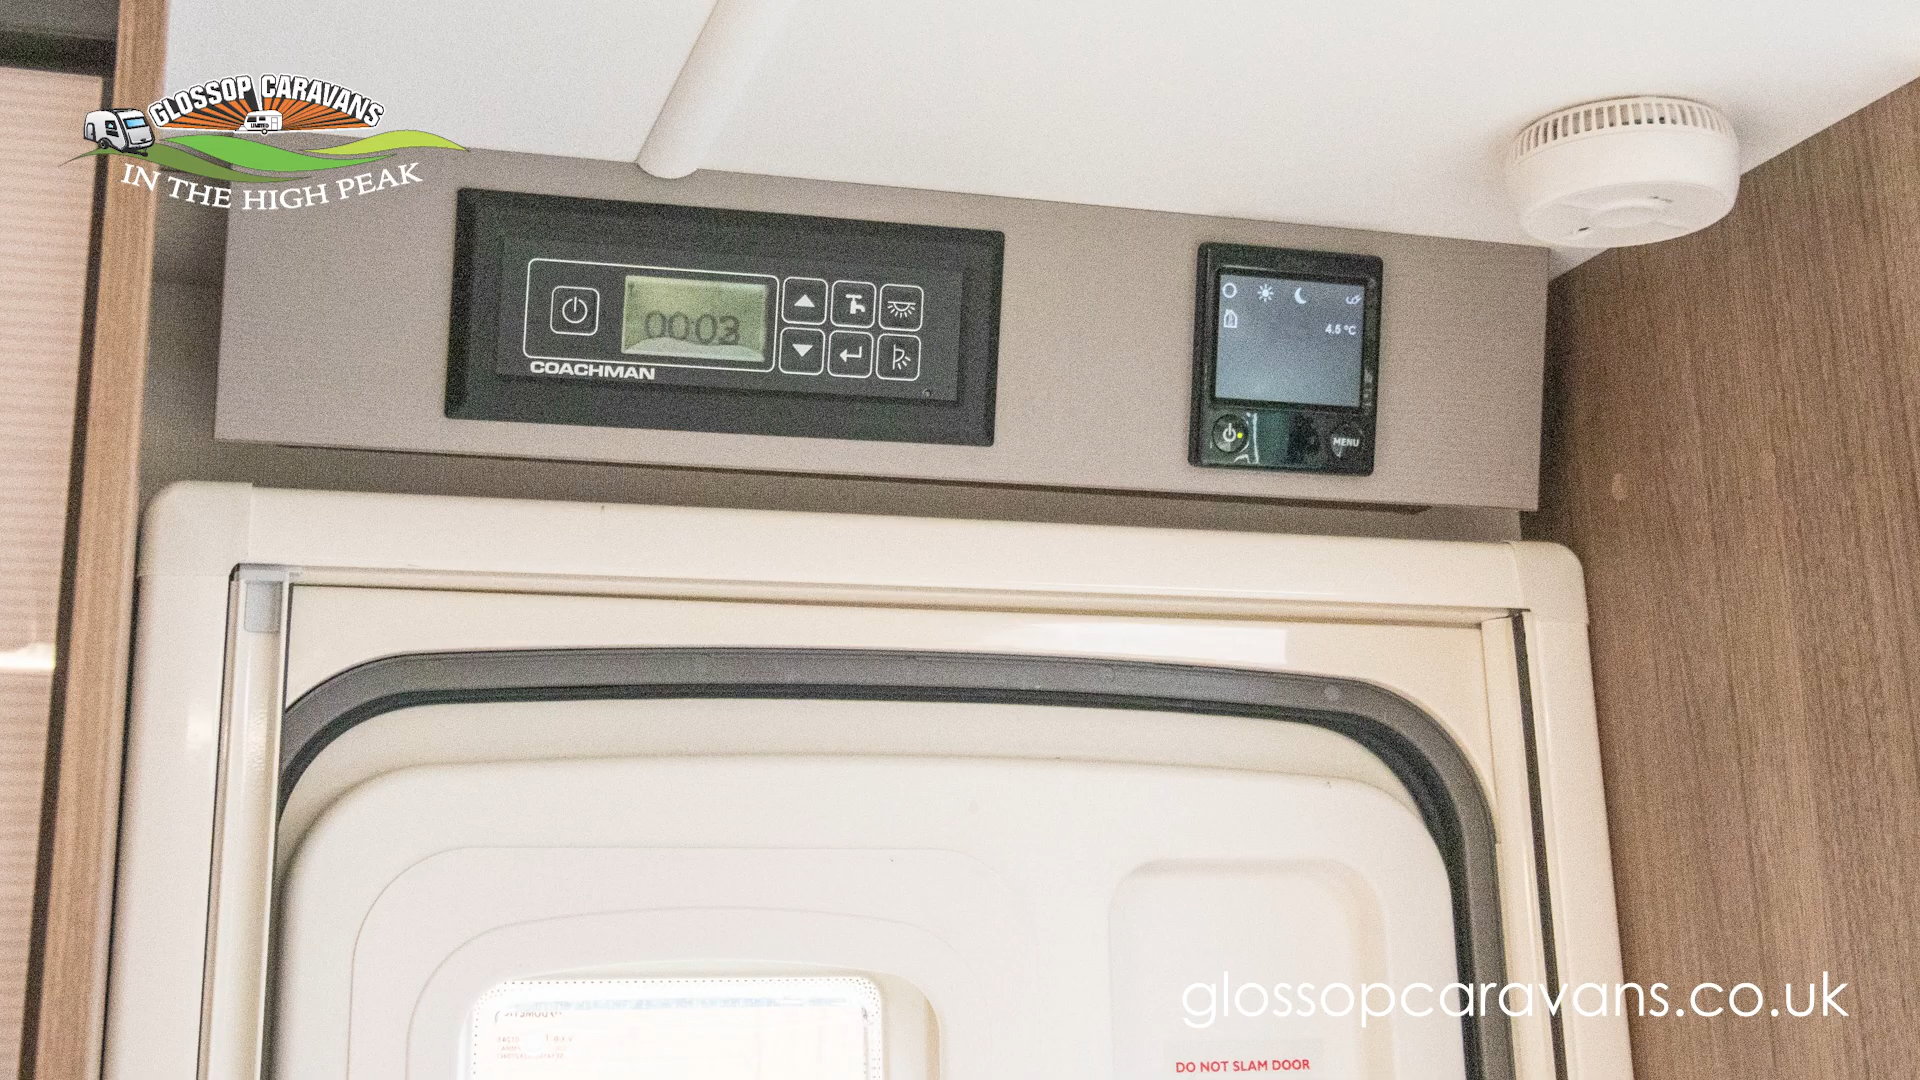 GLOSSOP CARAVANS
LIMITED
IN THE HIGH PEAK
00:03
COACHMAN
4.5 °C
MENU
glossopcaravans.co.uk
DO NOT SLAM DOOR